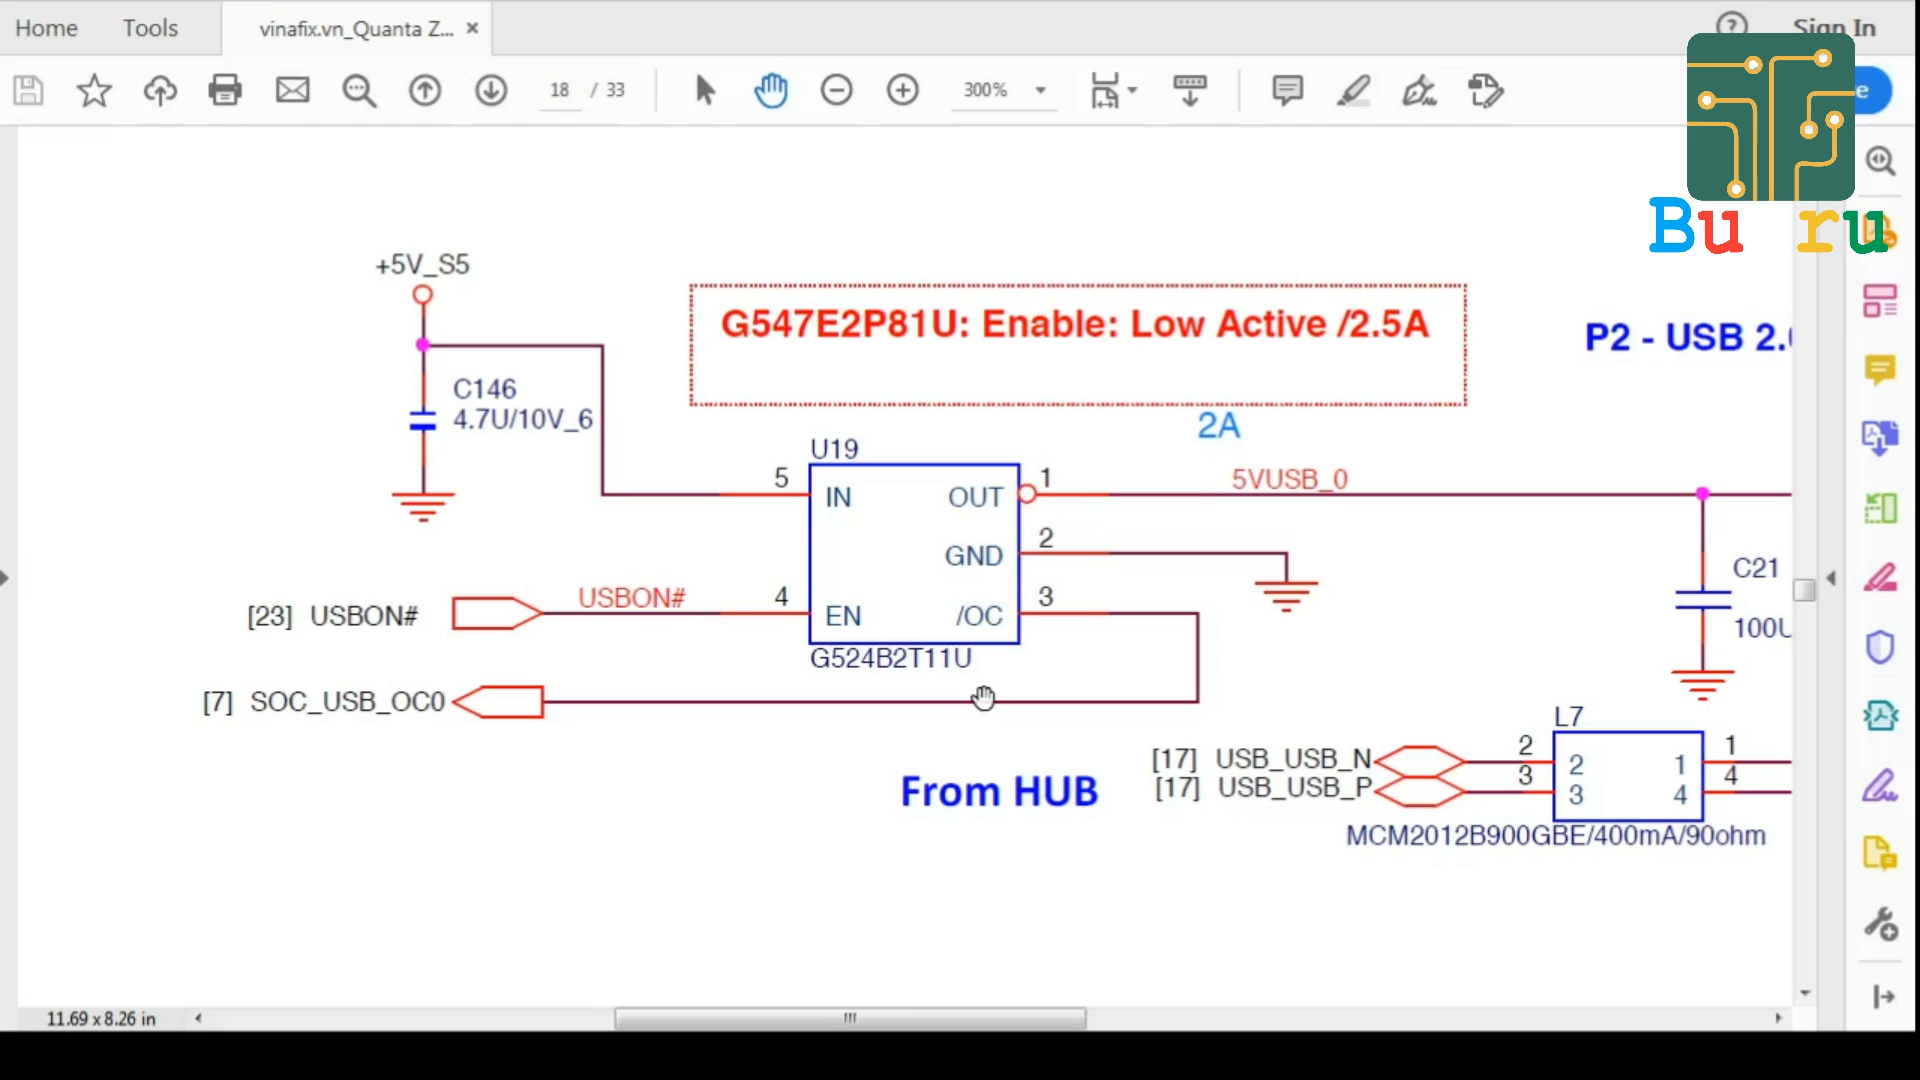 Home Tools vinafix.vn_Quanta Z... ×
? Sign In
18 / 33 300% e
Bu ru
+5V_S5
G547E2P81U: Enable: Low Active /2.5A
P2 - USB 2.
C146
4.7U/10V_6
2A
U19
5 IN OUT 1 5VUSB_0
GND 2
C21
[23] USBON# USBON# 4 EN /OC 3
100U
G524B2T11U
[7] SOC_USB_OC0
L7
[17] USB_USB_N 2 2 1 1
[17] USB_USB_P 3 3 4 4
From HUB
MCM2012B900GBE/400mA/90ohm
11.69 x 8.26 in